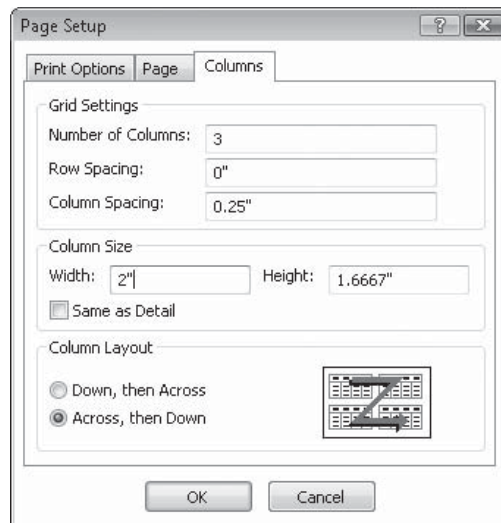 Page Setup
Print Options Page Columns
Grid Settings
Number of Columns: 3
Row Spacing: 0"
Column Spacing: 0.25"
Column Size
Width: 2" Height: 1.6667"
Same as Detail
Column Layout
Down, then Across
Across, then Down
OK Cancel